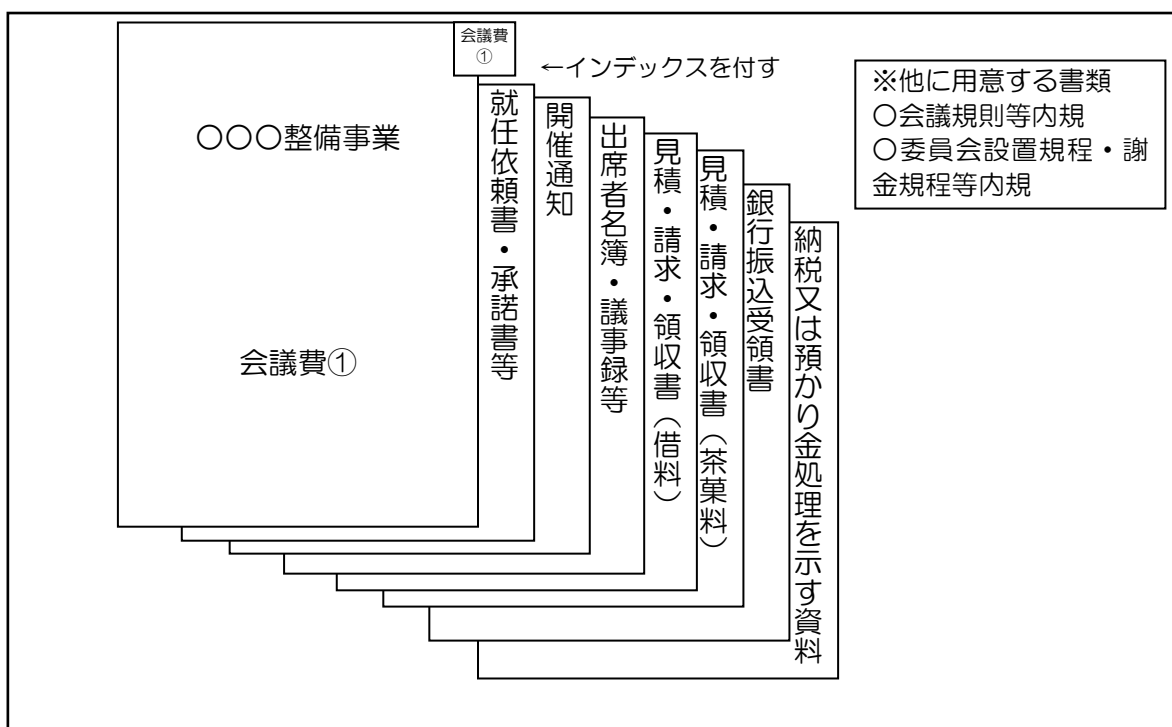 会議費
①
←インデックスを付す
〇〇〇整備事業
会議費①
就任依頼書・承諾書等
開催通知
出席者名簿・議事録等
見積・請求・領収書（借料）
見積・請求・領収書（茶菓料）
銀行振込受領書
納税又は預かり金処理を示す資料
※他に用意する書類
〇会議規則等内規
〇委員会設置規程・謝
金規程等内規